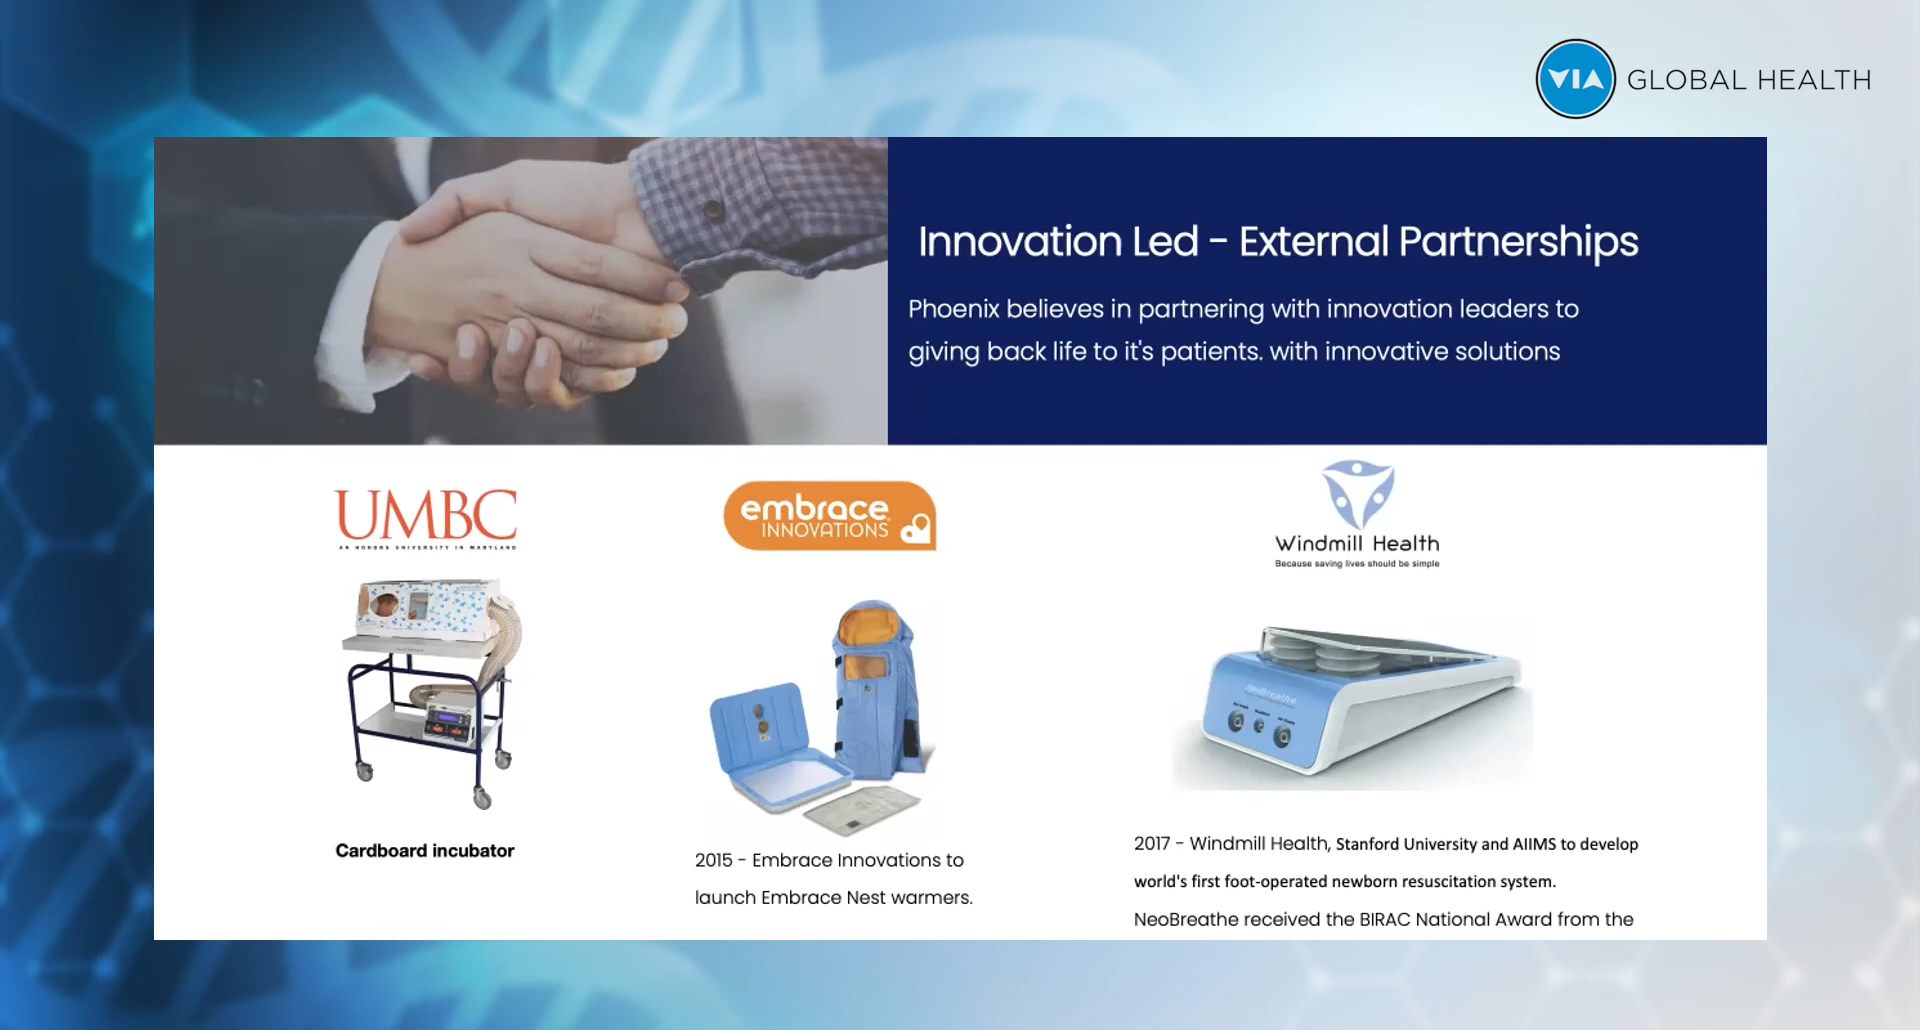 VIA GLOBAL HEALTH
Innovation Led - External Partnerships
Phoenix believes in partnering with innovation leaders to
giving back life to it's patients. with innovative solutions
UMBC
AN HONORS UNIVERSITY IN MARYLAND
embrace
INNOVATIONS
Windmill Health
Because saving lives should be simple
NeoBreathe
Cardboard incubator
2015 - Embrace Innovations to
launch Embrace Nest warmers.
2017 - Windmill Health, Stanford University and AIIMS to develop
world's first foot-operated newborn resuscitation system.
NeoBreathe received the BIRAC National Award from the